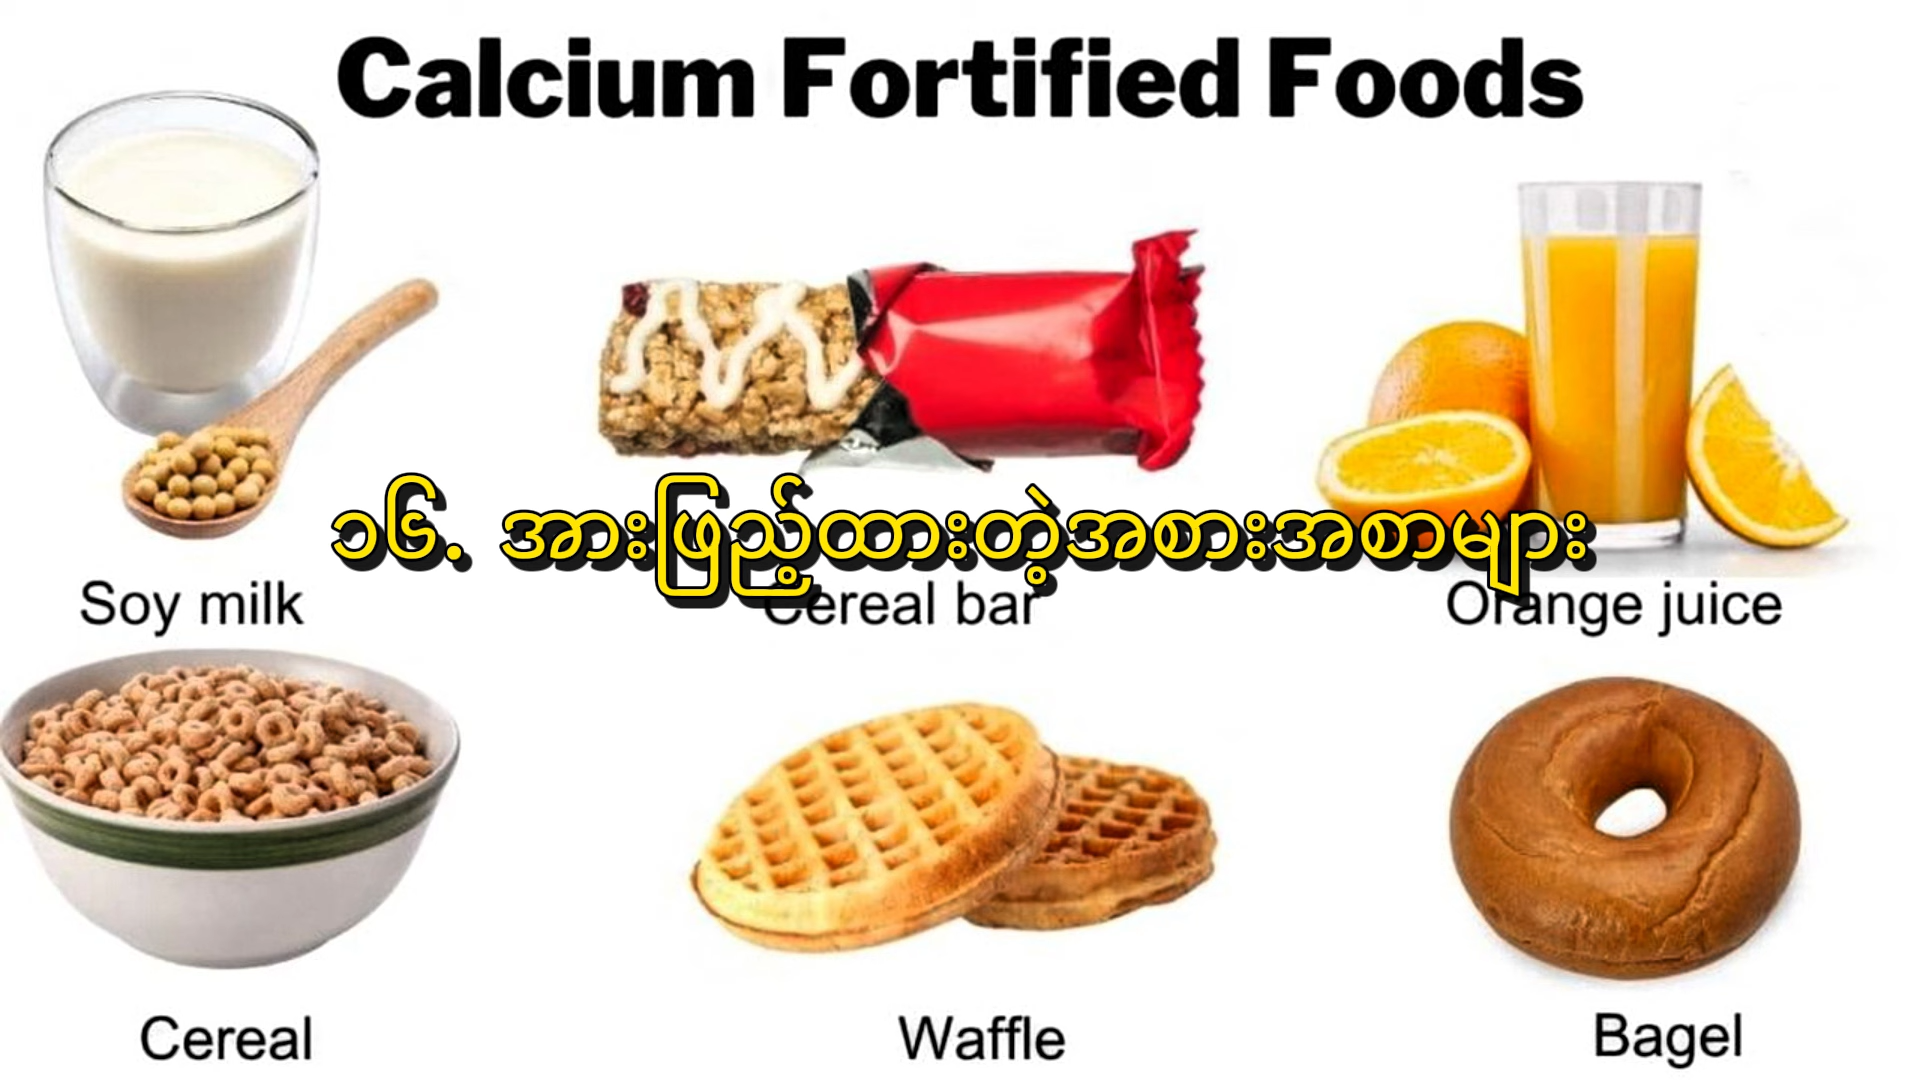 Calcium Fortified Foods
၁၆. အားဖြည့်ထားတဲ့အစားအစာများ
Soy milk
Cereal bar
Orange juice
Cereal
Waffle
Bagel